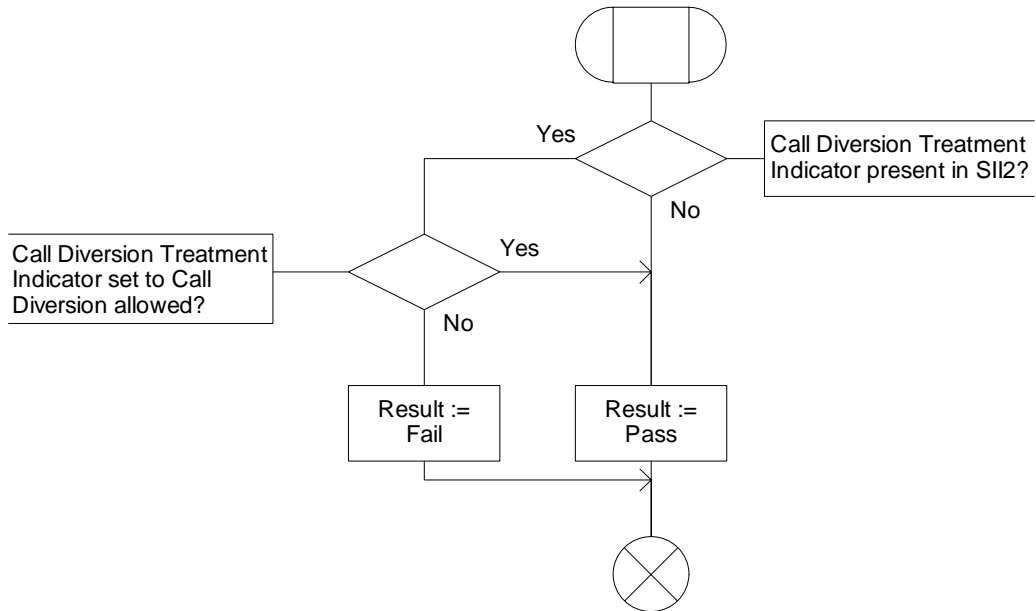 Yes
Call Diversion Treatment
Indicator present in SII2?
No
Call Diversion Treatment
Indicator set to Call
Diversion allowed?
Yes
No
Result :=
Fail
Result :=
Pass